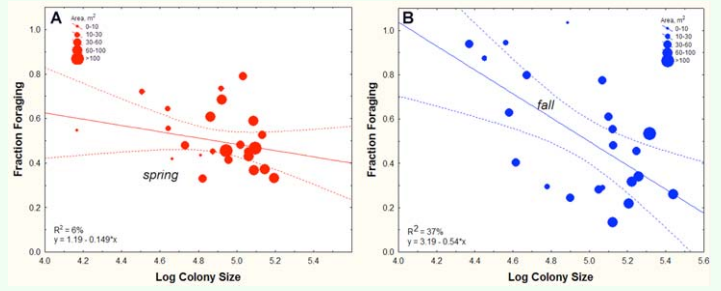 A
Area, m²
0-10
10-30
30-60
60-100
>100
Fraction Foraging
1.0
0.8
0.6
0.4
0.2
0.0
spring
R² = 6%
y = 1.19 - 0.149*x
4.0 4.2 4.4 4.6 4.8 5.0 5.2 5.4
Log Colony Size
B
Area, m²
0-10
10-30
30-60
60-100
>100
Fraction Foraging
1.0
0.8
0.6
0.4
0.2
0.0
fall
R² = 37%
y = 3.19 - 0.54*x
4.0 4.2 4.4 4.6 4.8 5.0 5.2 5.4 5.6
Log Colony Size